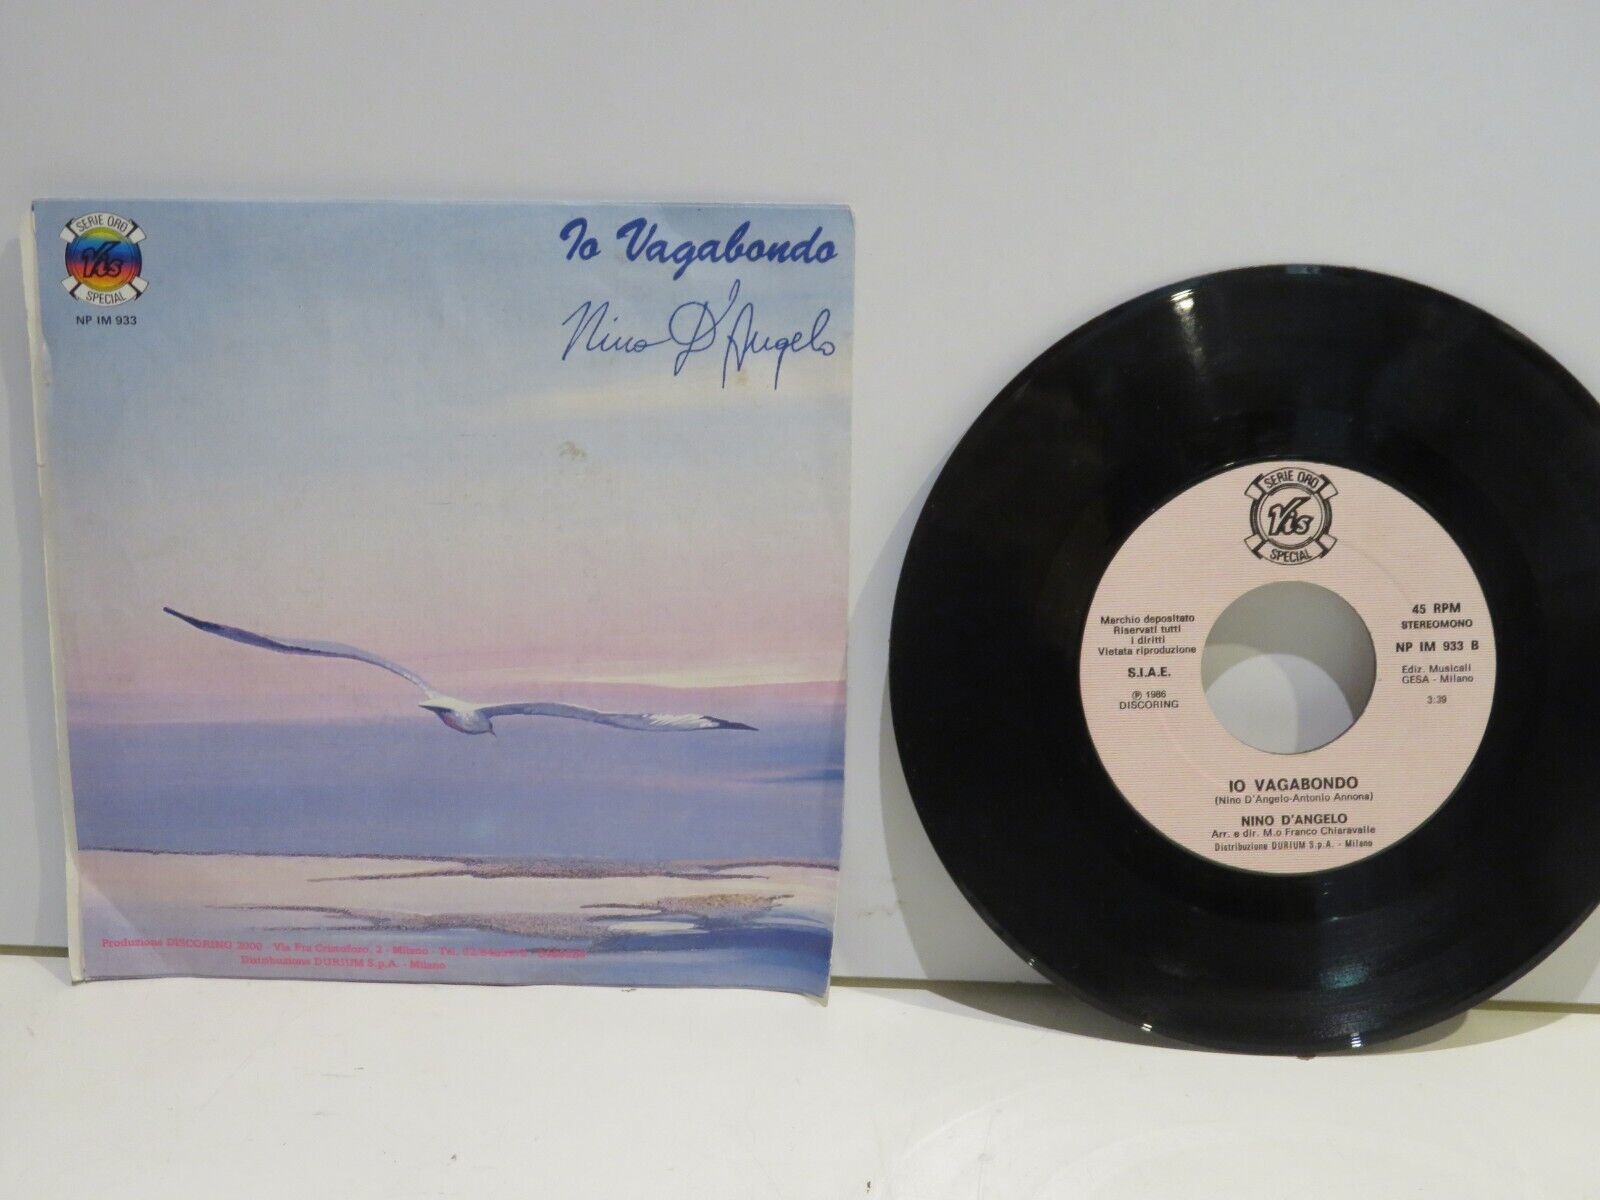 SERIE ORO
Vis
SPECIAL
NP IM 933
Io Vagabondo
Nino D'Angelo
Produzione DISCORING 2000 - Via Fra Cristoforo, 2 - Milano - Tel.
Distribuzione DURIUM S.p.A. - Milano
SERIE ORO
Vis
SPECIAL
Marchio depositato
Riservati tutti
i diritti
Vietata riproduzione
S.I.A.E.
Ⓟ 1986
DISCORING
45 RPM
STEREOMONO
NP IM 933 B
Ediz. Musicali
GESA - Milano
3:39
IO VAGABONDO
(Nino D'Angelo-Antonio Annona)
NINO D'ANGELO
Arr. e dir. M.o Franco Chiaravalle
Distribuzione DURIUM S.p.A. - Milano